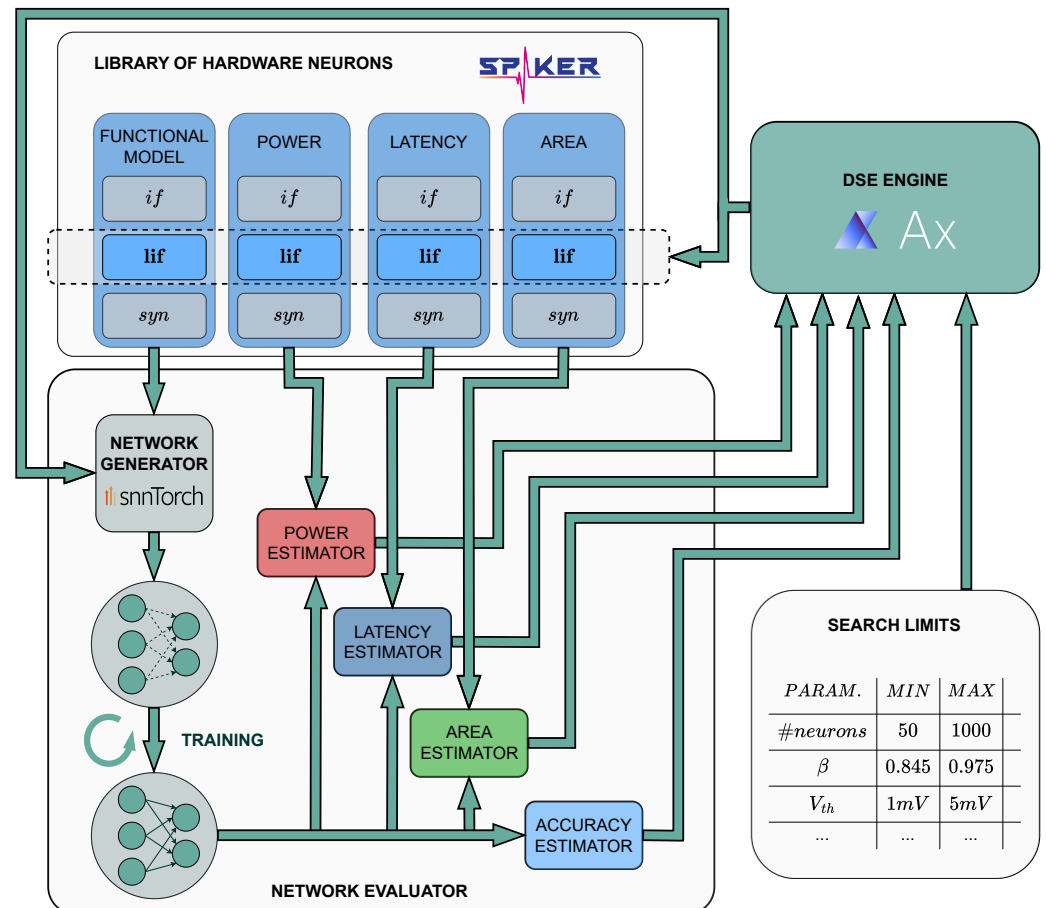 LIBRARY OF HARDWARE NEURONS
SPIKER
FUNCTIONAL
MODEL
if
lif
syn
POWER
if
lif
syn
LATENCY
if
lif
syn
AREA
if
lif
syn
DSE ENGINE
Ax
NETWORK
GENERATOR
snnTorch
POWER
ESTIMATOR
LATENCY
ESTIMATOR
AREA
ESTIMATOR
ACCURACY
ESTIMATOR
TRAINING
NETWORK EVALUATOR
SEARCH LIMITS
PARAM. MIN MAX
#neurons 50 1000
β 0.845 0.975
V_th 1mV 5mV
... ... ...